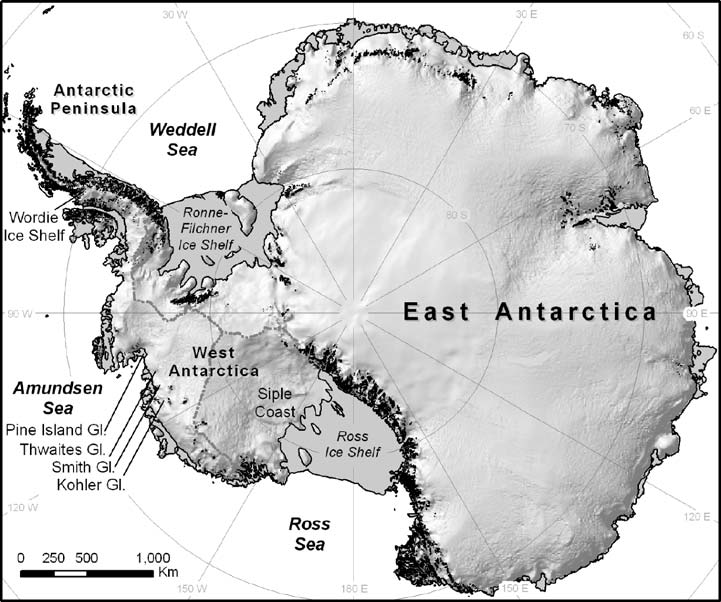 30 W
30 E
60 S
Antarctic
Peninsula
Weddell
Sea
70 S
60 E
Wordie
Ice Shelf
Ronne-
Filchner
Ice Shelf
80 S
90 W
East Antarctica
90 E
West
Antarctica
Amundsen
Sea
Siple
Coast
Pine Island Gl.
Thwaites Gl.
Smith Gl.
Kohler Gl.
Ross
Ice Shelf
120 W
Ross
Sea
120 E
0 250 500 1,000
Km
150 W
180 E
150 E